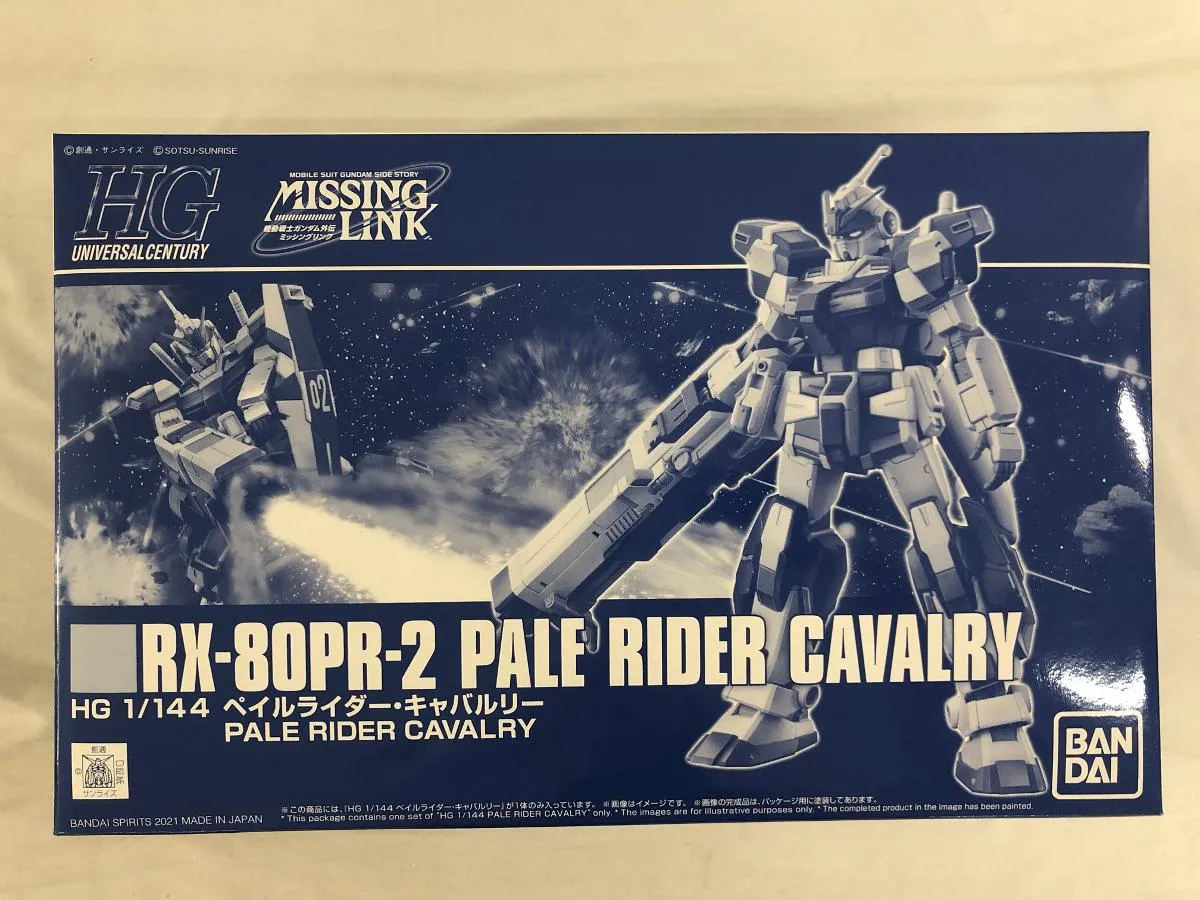 ©創通・サンライズ ©SOTSU・SUNRISE
HG
UNIVERSAL CENTURY
MOBILE SUIT GUNDAM SIDE STORY
MISSING
LINK
機動戦士ガンダム外伝
ミッシングリンク
02
RX-80PR-2 PALE RIDER CAVALRY
HG 1/144 ペイルライダー・キャバルリー
PALE RIDER CAVALRY
創通
サンライズ
BAN
DAI
※この商品には、「HG 1/144 ペイルライダー・キャバルリー」が1体のみ入っています。 ※画像はイメージです。 ※画像の完成品は、パッケージ用に塗装してあります。
* This package contains one set of "HG 1/144 PALE RIDER CAVALRY" only. * The images are for illustrative purposes only. * The completed product in the image has been painted.
BANDAI SPIRITS 2021 MADE IN JAPAN